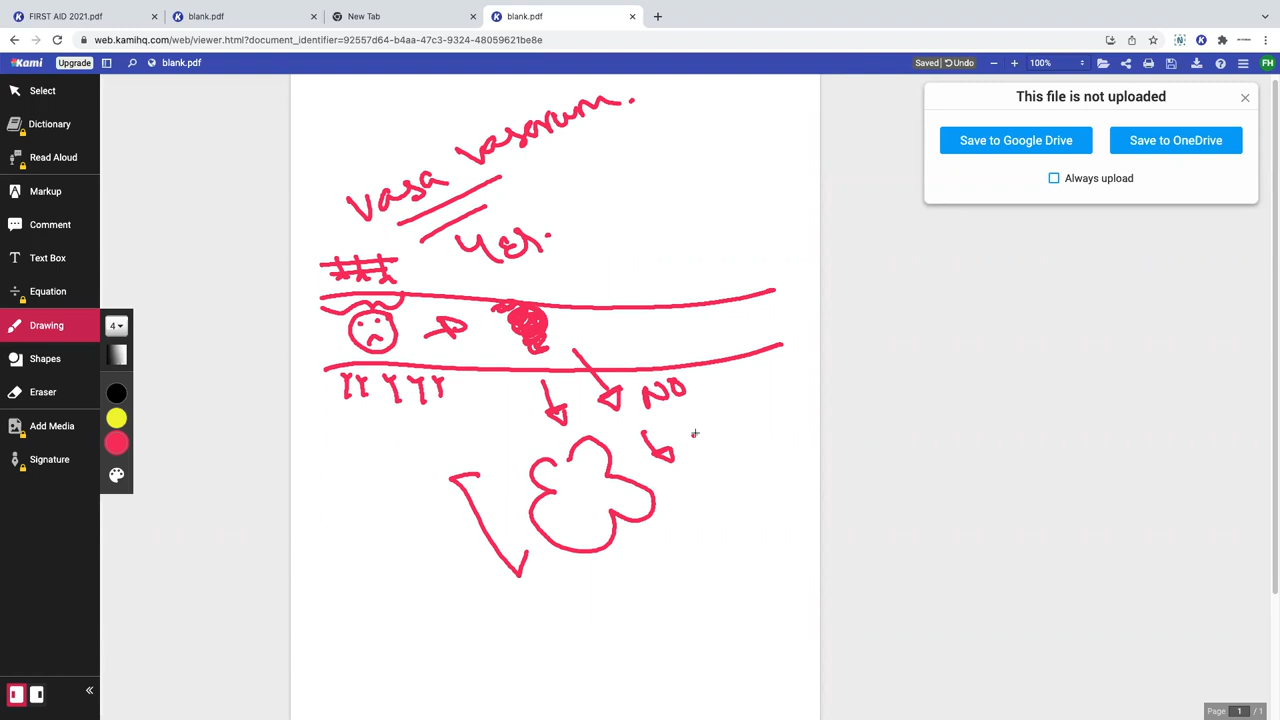 FIRST AID 2021.pdf
blank.pdf
New Tab
blank.pdf
web.kamihq.com/web/viewer.html?document_identifier=92557d64-b4aa-47c3-9324-48059621be8e
Kami
Upgrade
blank.pdf
Saved
Undo
100%
FH
Select
Dictionary
Read Aloud
Markup
Comment
Text Box
Equation
Drawing
4
Shapes
Eraser
Add Media
Signature
This file is not uploaded
Save to Google Drive
Save to OneDrive
Always upload
Vasa Vasorum.
Yes.
NO
Page 1 / 1